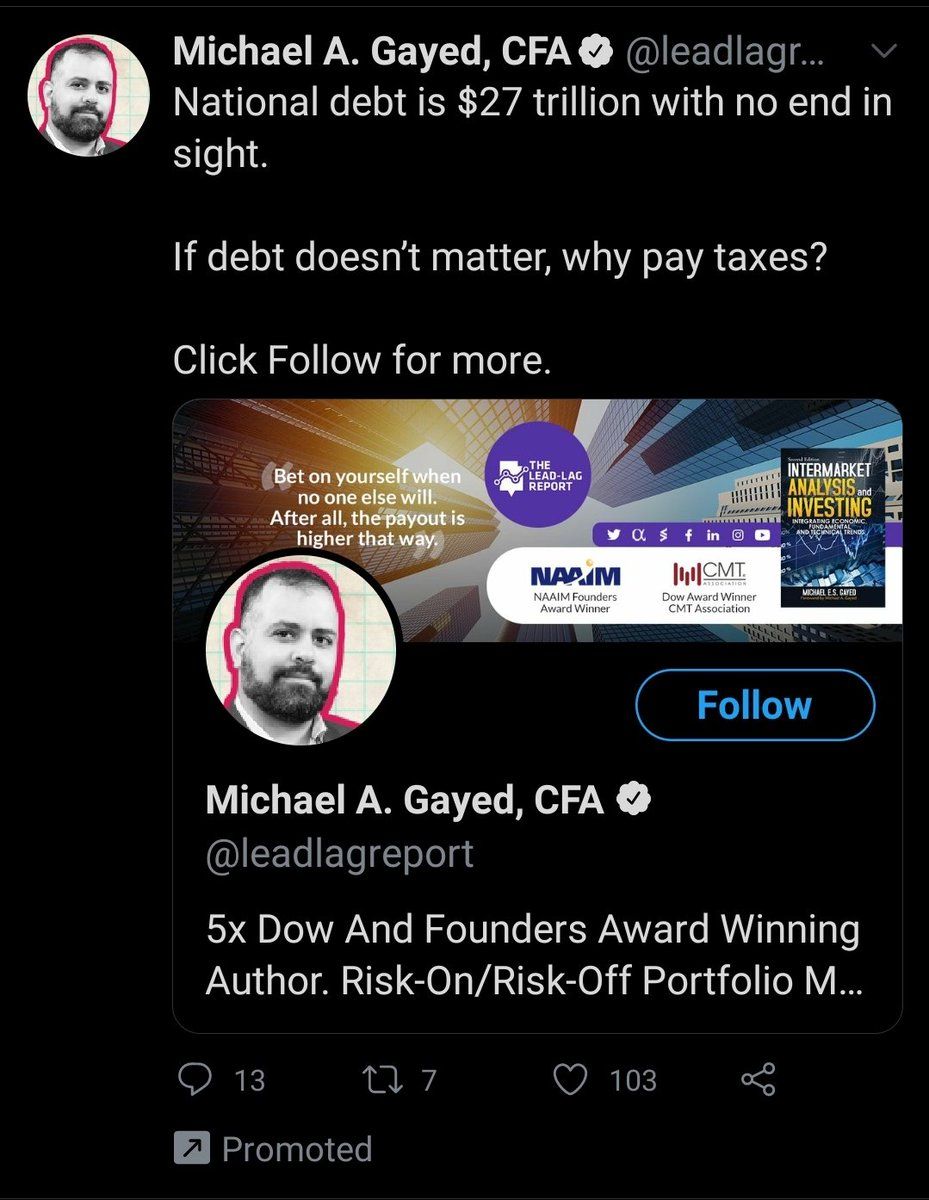 Michael A. Gayed, CFA @leadlagr...
National debt is $27 trillion with no end in
sight.
If debt doesn't matter, why pay taxes?
Click Follow for more.
Bet on yourself when
no one else will.
After all, the payout is
higher that way.
THE
LEAD-LAG
REPORT
NAAIM
NAAIM Founders
Award Winner
CMT.
ASSOCIATION
Dow Award Winner
CMT Association
Second Edition
INTERMARKET
ANALYSIS and
INVESTING
INTEGRATING ECONOMIC,
FUNDAMENTAL,
AND TECHNICAL TRENDS
MICHAEL E.S. GAYED
Follow
Michael A. Gayed, CFA
@leadlagreport
5x Dow And Founders Award Winning
Author. Risk-On/Risk-Off Portfolio M...
13 7 103
Promoted